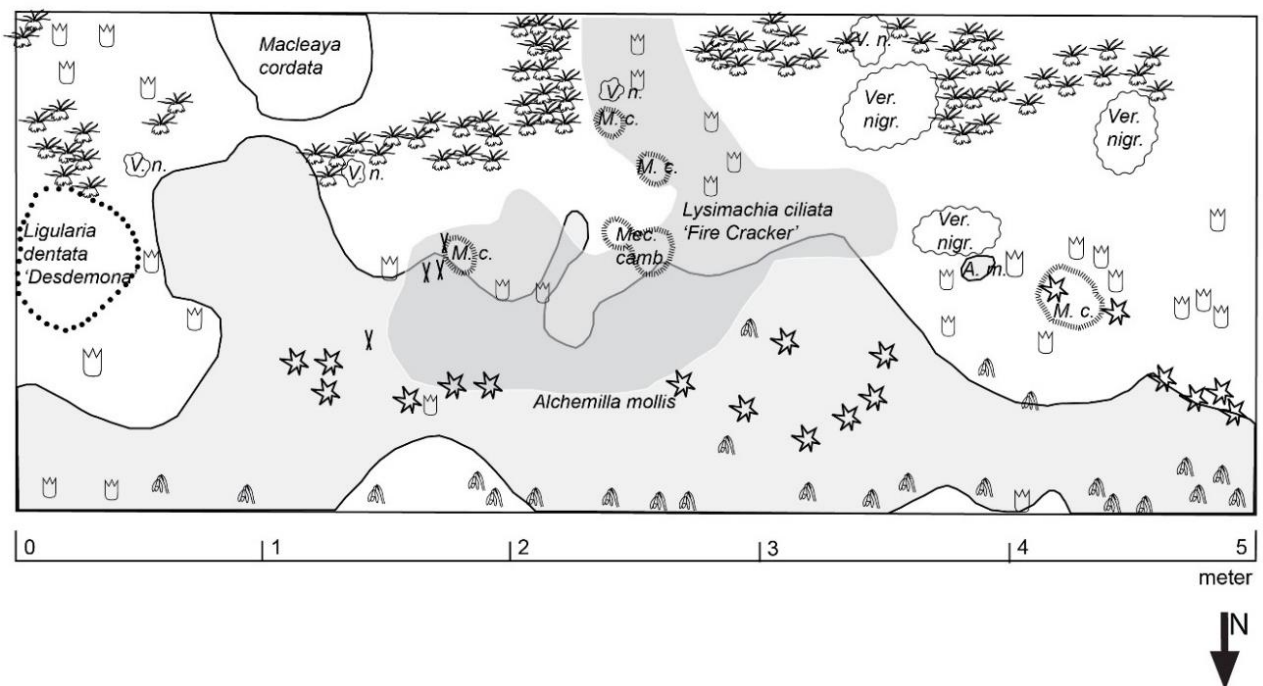 Macleaya
cordata
V. n.
Ver.
nigr.
Ver.
nigr.
V. n.
M. c.
V. n.
V. n.
M. c.
Ligularia
dentata
'Desdemona'
Lysimachia ciliata
'Fire Cracker'
Mec.
camb.
M. c.
Ver.
nigr.
A. m.
M. c.
Alchemilla mollis
0 1 2 3 4 5
meter
N